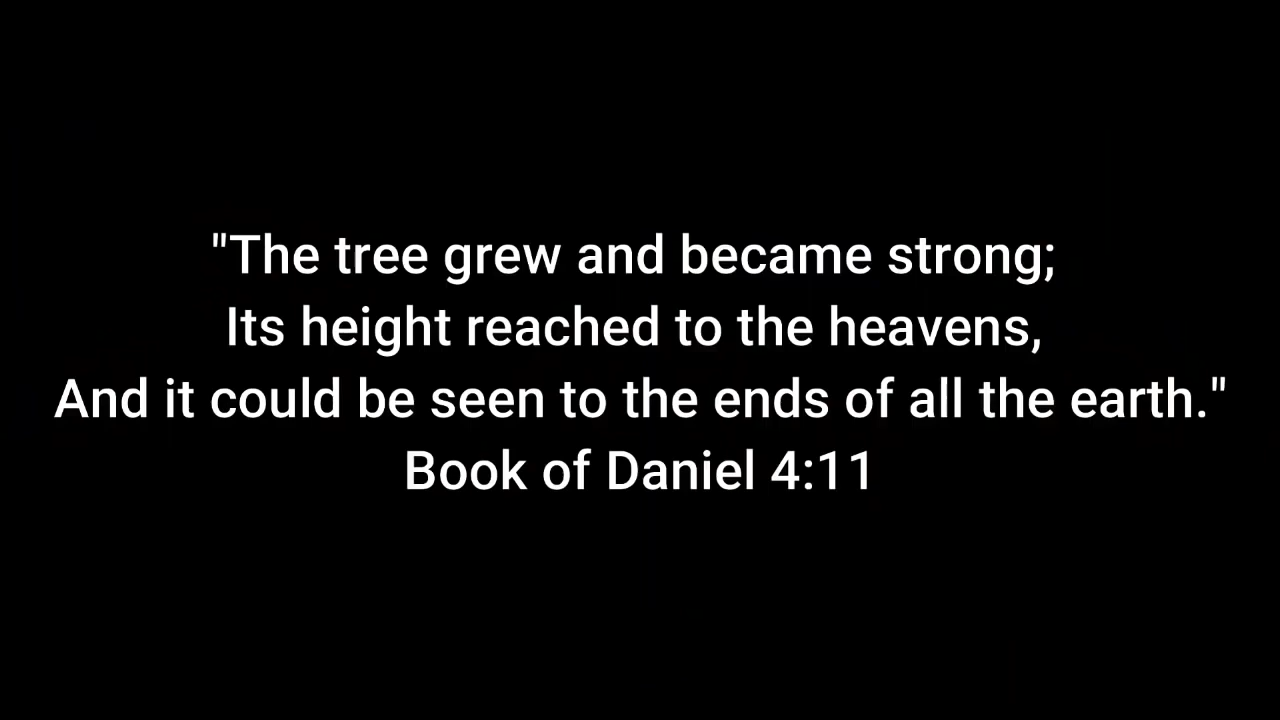 "The tree grew and became strong;
Its height reached to the heavens,
And it could be seen to the ends of all the earth."
Book of Daniel 4:11